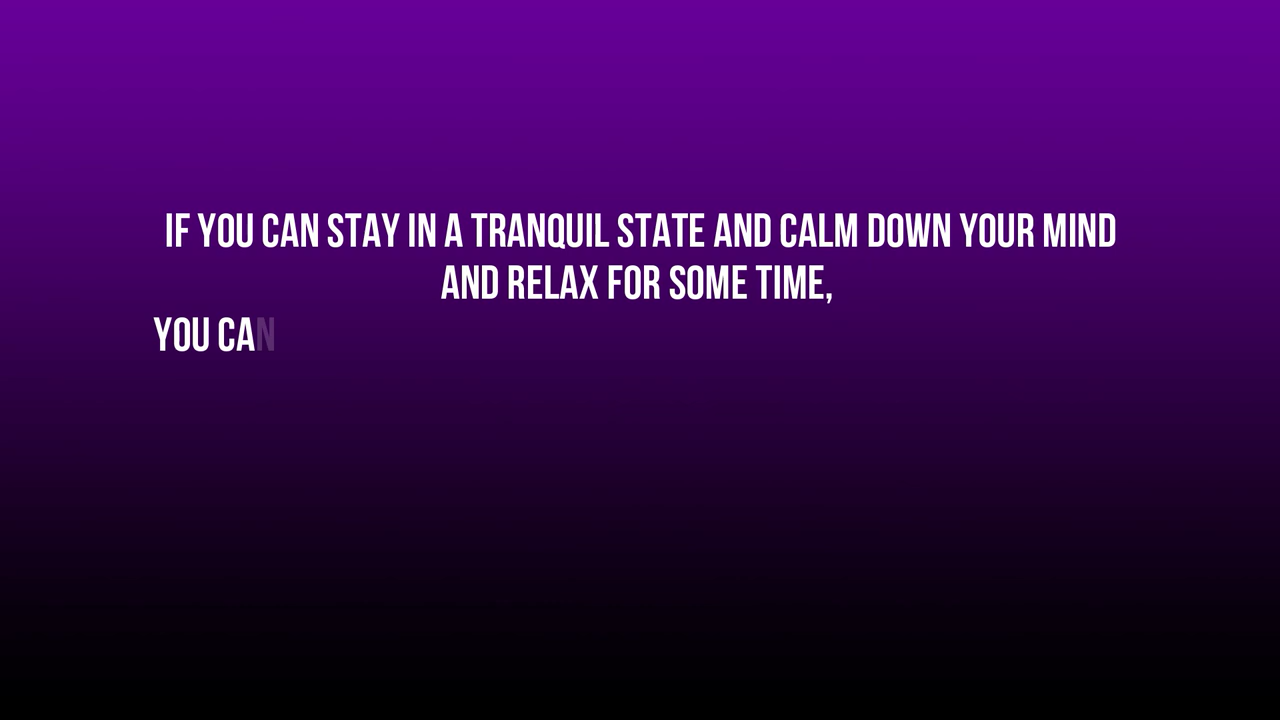 IF YOU CAN STAY IN A TRANQUIL STATE AND CALM DOWN YOUR MIND
AND RELAX FOR SOME TIME,
YOU CAN